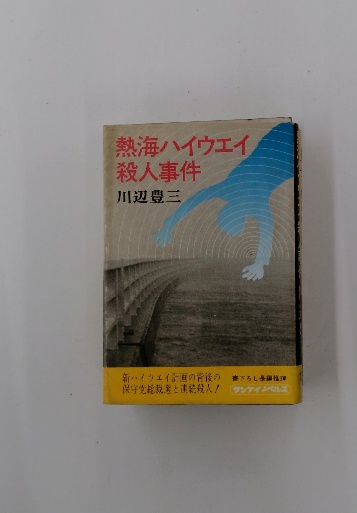 熱海ハイウエイ
殺人事件
川辺豊三
新ハイウエイ計画の背後の
保守党総裁選と連続殺人!
書下ろし長編推理
サンケイノベルス